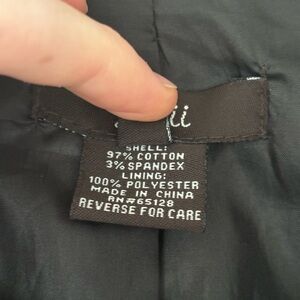 SHELL:
97% COTTON
3% SPANDEX
LINING:
100% POLYESTER
MADE IN CHINA
RN#65128
REVERSE FOR CARE